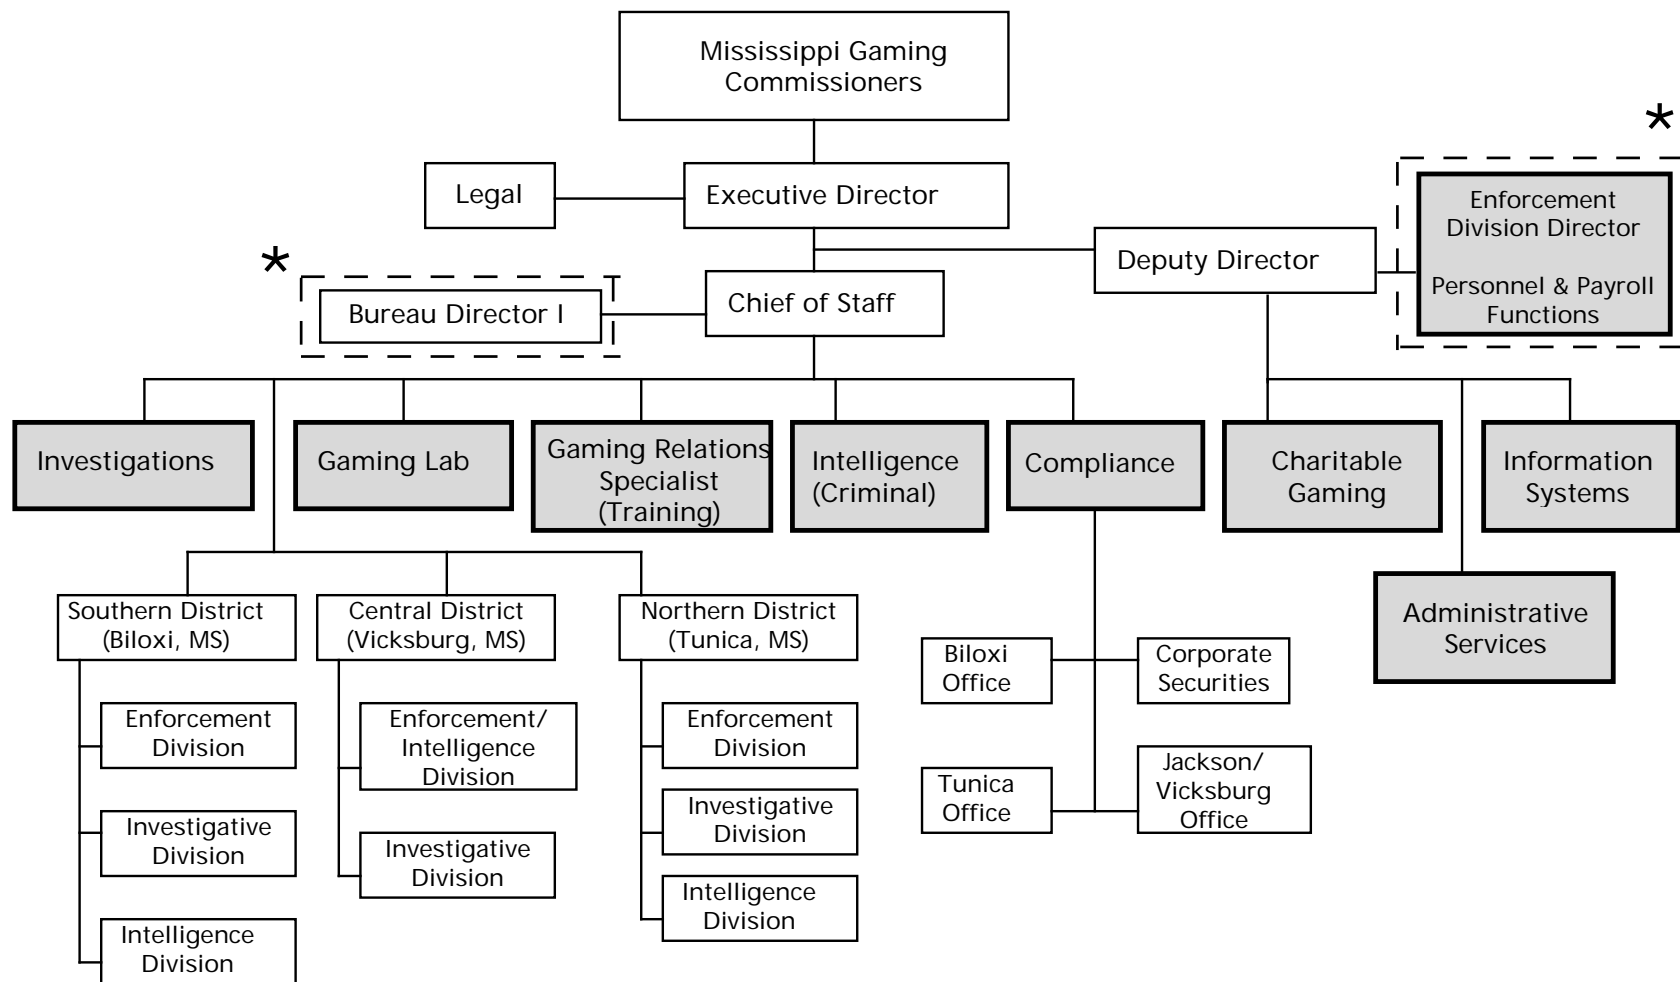 Mississippi Gaming
Commissioners
*
Legal
Executive Director
Enforcement
Division Director
Personnel & Payroll
Functions
Deputy Director
*
Bureau Director I
Chief of Staff
Investigations
Gaming Lab
Gaming Relations
Specialist
(Training)
Intelligence
(Criminal)
Compliance
Charitable
Gaming
Information
Systems
Administrative
Services
Southern District
(Biloxi, MS)
Central District
(Vicksburg, MS)
Northern District
(Tunica, MS)
Biloxi
Office
Corporate
Securities
Enforcement
Division
Enforcement/
Intelligence
Division
Enforcement
Division
Tunica
Office
Jackson/
Vicksburg
Office
Investigative
Division
Investigative
Division
Investigative
Division
Intelligence
Division
Intelligence
Division